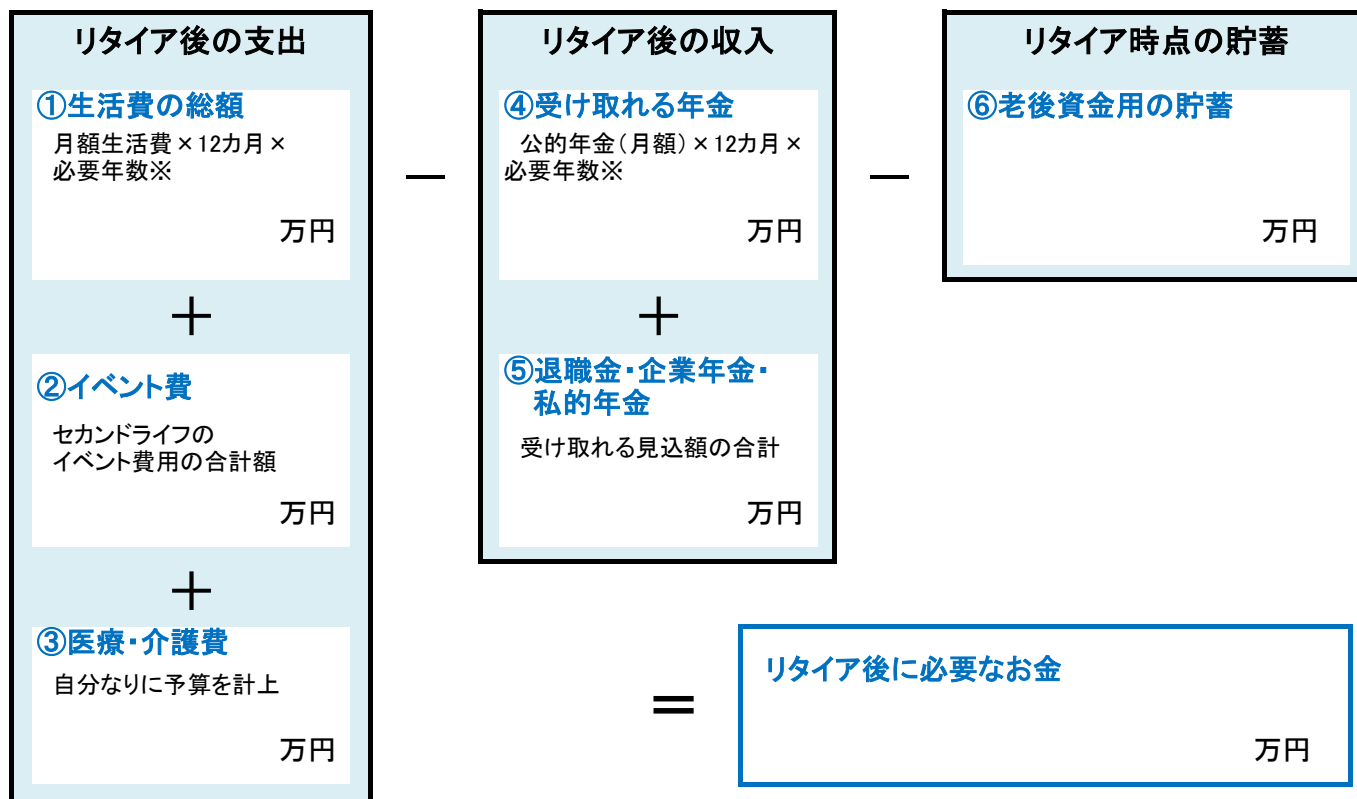 リタイア後の支出
①生活費の総額
月額生活費×12カ月×
必要年数※
万円
＋
②イベント費
セカンドライフの
イベント費用の合計額
万円
＋
③医療・介護費
自分なりに予算を計上
万円
－
リタイア後の収入
④受け取れる年金
公的年金（月額）×12カ月×
必要年数※
万円
＋
⑤退職金・企業年金・
私的年金
受け取れる見込額の合計
万円
－
リタイア時点の貯蓄
⑥老後資金用の貯蓄
万円
＝
リタイア後に必要なお金
万円